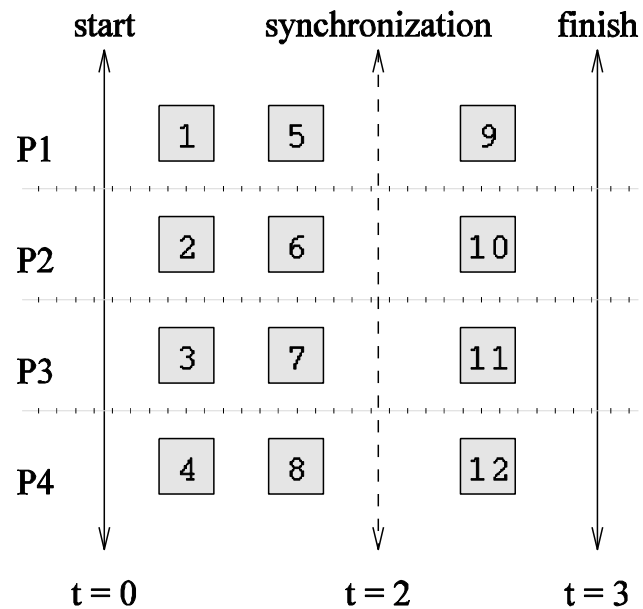 start synchronization finish
P1 1 5 9
P2 2 6 10
P3 3 7 11
P4 4 8 12
t = 0 t = 2 t = 3